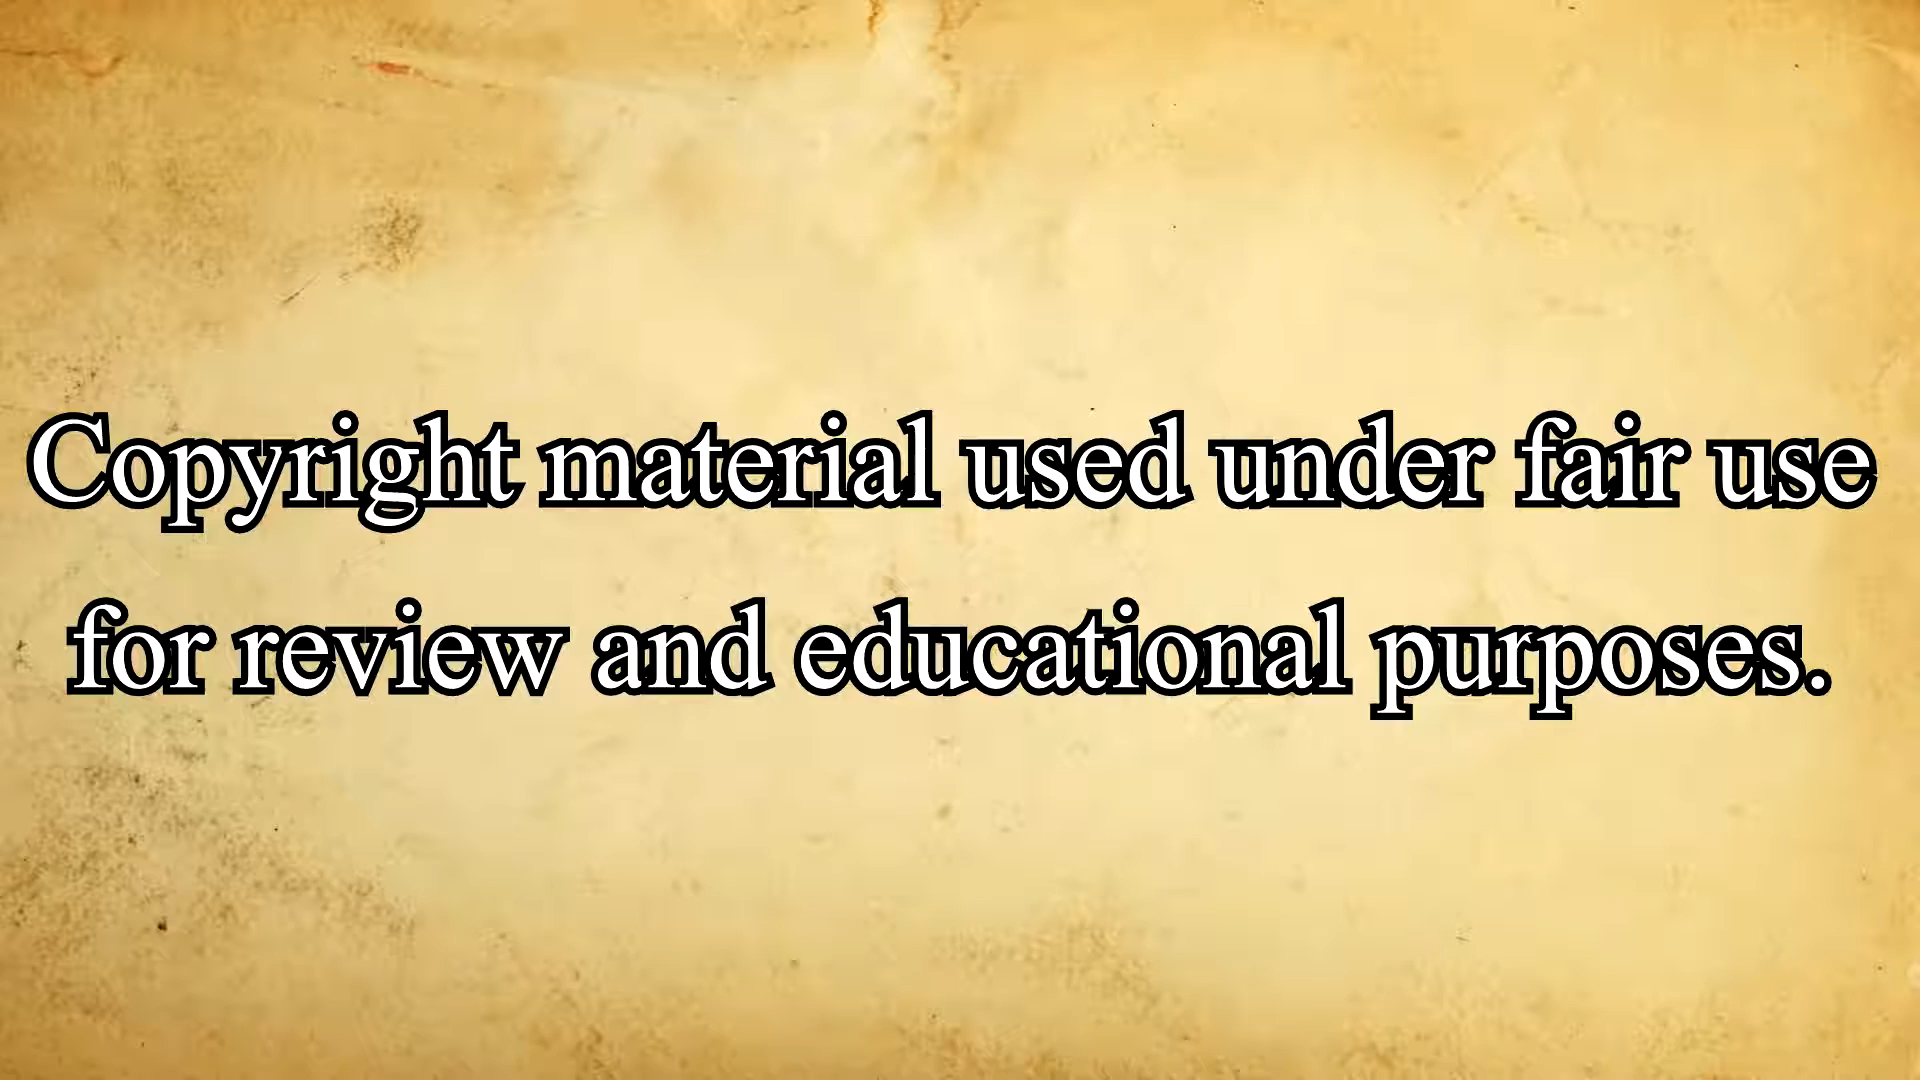 Copyright material used under fair use
for review and educational purposes.